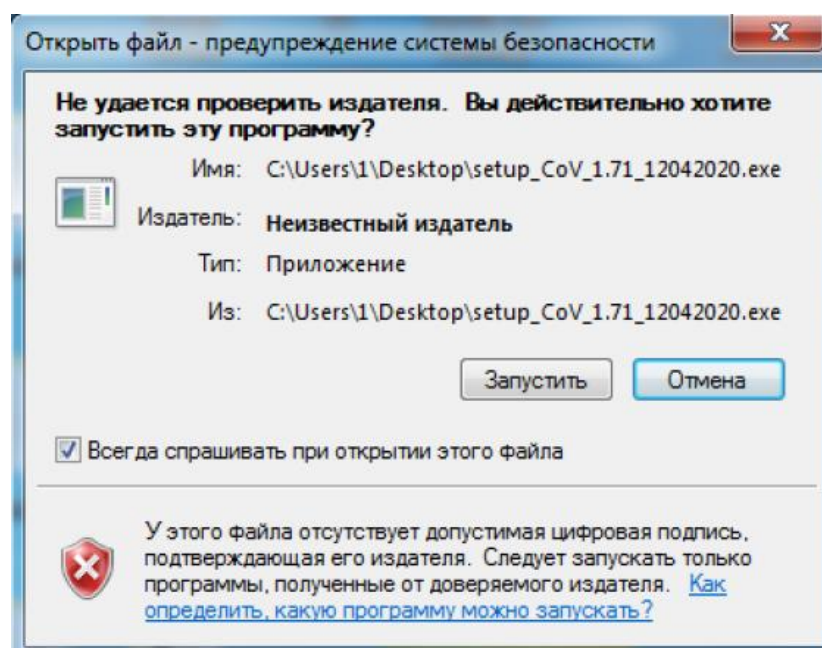 Открыть файл - предупреждение системы безопасности
Не удается проверить издателя. Вы действительно хотите
запустить эту программу?
Имя: C:\Users\1\Desktop\setup_CoV_1.71_12042020.exe
Издатель: Неизвестный издатель
Тип: Приложение
Из: C:\Users\1\Desktop\setup_CoV_1.71_12042020.exe
Запустить Отмена
Всегда спрашивать при открытии этого файла
У этого файла отсутствует допустимая цифровая подпись,
подтверждающая его издателя. Следует запускать только
программы, полученные от доверяемого издателя. Как
определить, какую программу можно запускать?